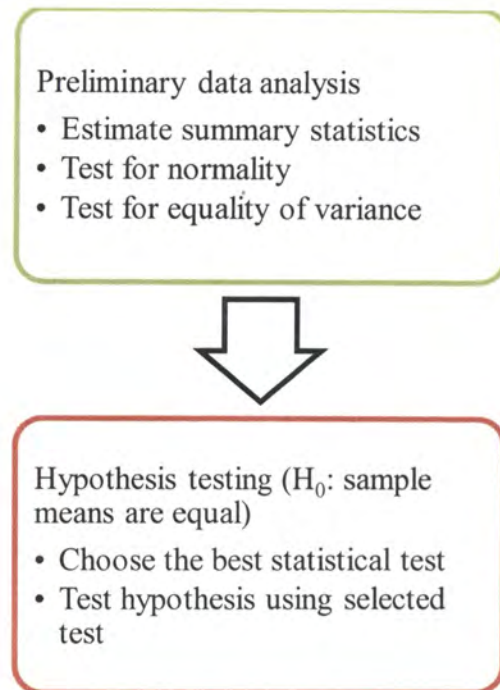 Preliminary data analysis
• Estimate summary statistics
• Test for normality
• Test for equality of variance
Hypothesis testing (H₀: sample
means are equal)
• Choose the best statistical test
• Test hypothesis using selected
test